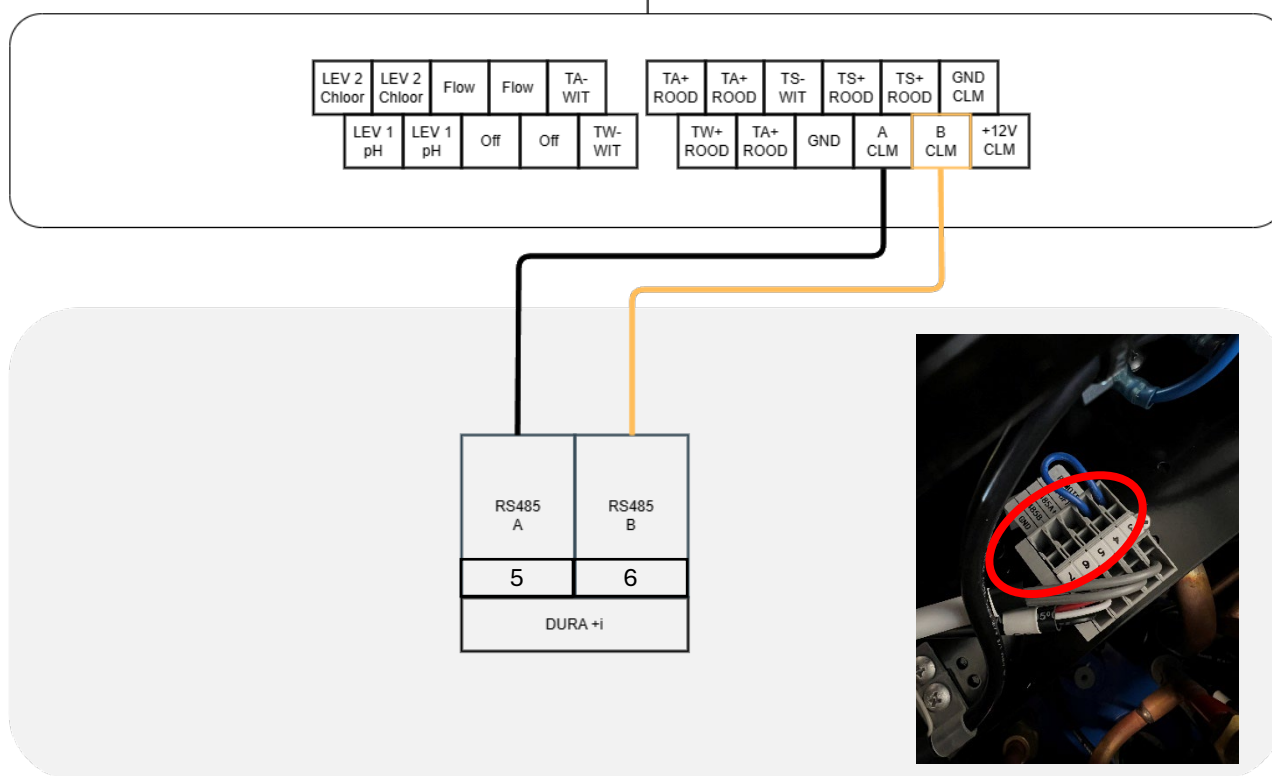 LEV 2
Chloor
LEV 2
Chloor
Flow
Flow
TA-
WIT
TA+
ROOD
TA+
ROOD
TS-
WIT
TS+
ROOD
TS+
ROOD
GND
CLM
LEV 1
pH
LEV 1
pH
Off
Off
TW-
WIT
TW+
ROOD
TA+
ROOD
GND
A
CLM
B
CLM
+12V
CLM
RS485
A
RS485
B
5
6
DURA +i
GND
4
5
6
7